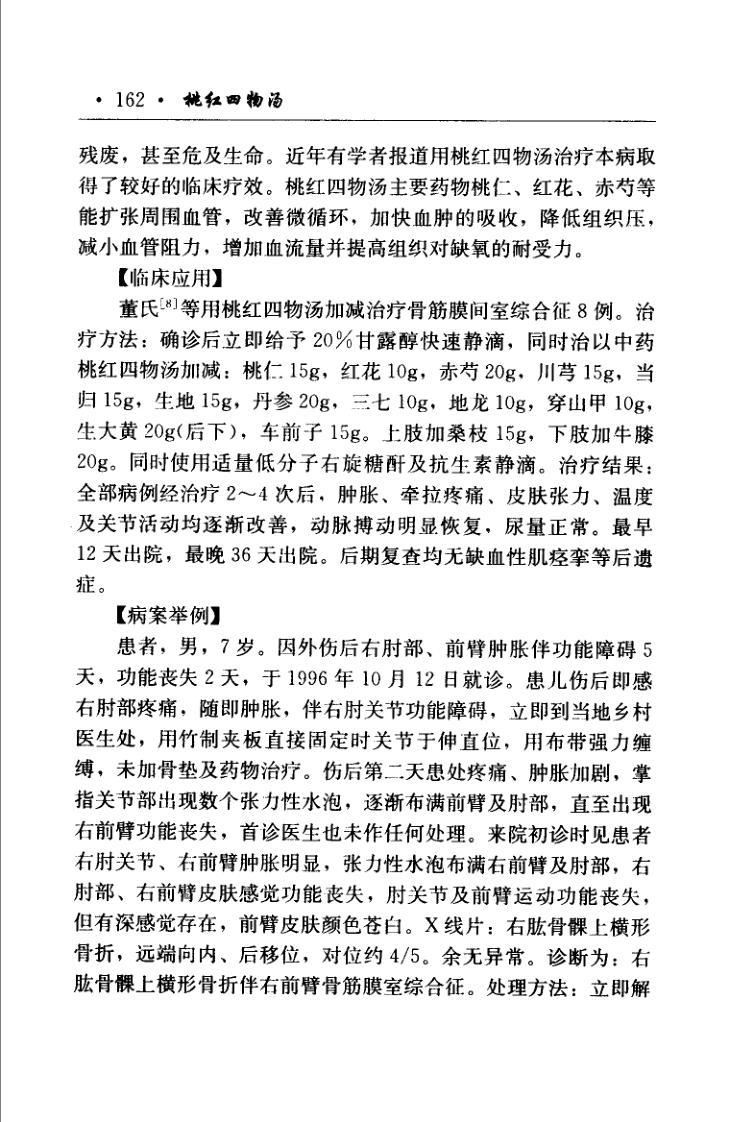 · 162 · 桃红四物汤
残废，甚至危及生命。近年有学者报道用桃红四物汤治疗本病取
得了较好的临床疗效。桃红四物汤主要药物桃仁、红花、赤芍等
能扩张周围血管，改善微循环，加快血肿的吸收，降低组织压，
减小血管阻力，增加血流量并提高组织对缺氧的耐受力。
【临床应用】
董氏[8]等用桃红四物汤加减治疗骨筋膜间室综合征 8 例。治
疗方法：确诊后立即给予 20％甘露醇快速静滴，同时治以中药
桃红四物汤加减：桃仁 15g，红花 10g，赤芍 20g，川芎 15g，当
归 15g，生地 15g，丹参 20g，三七 10g，地龙 10g，穿山甲 10g，
生大黄 20g(后下)，车前子 15g。上肢加桑枝 15g，下肢加牛膝
20g。同时使用适量低分子右旋糖酐及抗生素静滴。治疗结果：
全部病例经治疗 2～4 次后，肿胀、牵拉疼痛、皮肤张力、温度
及关节活动均逐渐改善，动脉搏动明显恢复，尿量正常。最早
12 天出院，最晚 36 天出院。后期复查均无缺血性肌痉挛等后遗
症。
【病案举例】
患者，男，7 岁。因外伤后右肘部、前臂肿胀伴功能障碍 5
天，功能丧失 2 天，于 1996 年 10 月 12 日就诊。患儿伤后即感
右肘部疼痛，随即肿胀，伴右肘关节功能障碍，立即到当地乡村
医生处，用竹制夹板直接固定时关节于伸直位，用布带强力缠
缚，未加骨垫及药物治疗。伤后第二天患处疼痛、肿胀加剧，掌
指关节部出现数个张力性水泡，逐渐布满前臂及肘部，直至出现
右前臂功能丧失，首诊医生也未作任何处理。来院初诊时见患者
右肘关节、右前臂肿胀明显，张力性水泡布满右前臂及肘部，右
肘部、右前臂皮肤感觉功能丧失，肘关节及前臂运动功能丧失，
但有深感觉存在，前臂皮肤颜色苍白。X 线片：右肱骨髁上横形
骨折，远端向内、后移位，对位约 4/5。余无异常。诊断为：右
肱骨髁上横形骨折伴右前臂骨筋膜室综合征。处理方法：立即解